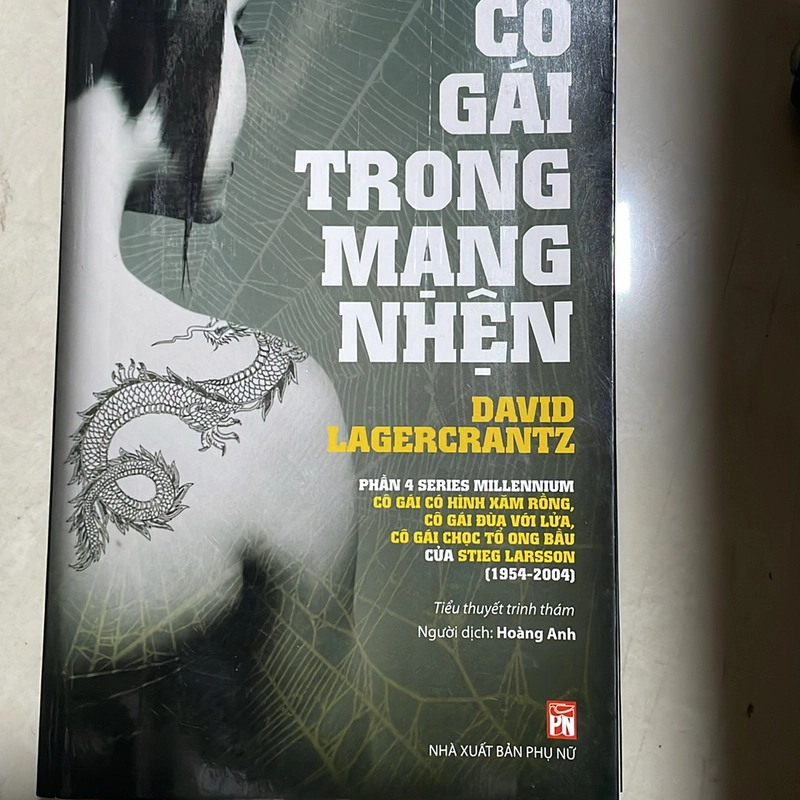 CÔ
GÁI
TRONG
MẠNG
NHỆN
DAVID
LAGERCRANTZ
PHẦN 4 SERIES MILLENNIUM
CÔ GÁI CÓ HÌNH XĂM RỒNG,
CÔ GÁI ĐÙA VỚI LỬA,
CÔ GÁI CHỌC TỔ ONG BẦU
CỦA STIEG LARSSON
(1954-2004)
Tiểu thuyết trinh thám
Người dịch: Hoàng Anh
PN
NHÀ XUẤT BẢN PHỤ NỮ